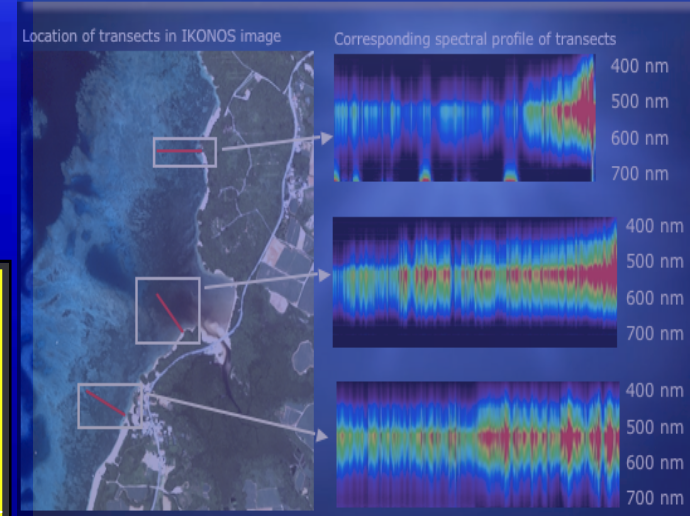 Location of transects in IKONOS image
Corresponding spectral profile of transects
400 nm
500 nm
600 nm
700 nm
400 nm
500 nm
600 nm
700 nm
400 nm
500 nm
600 nm
700 nm